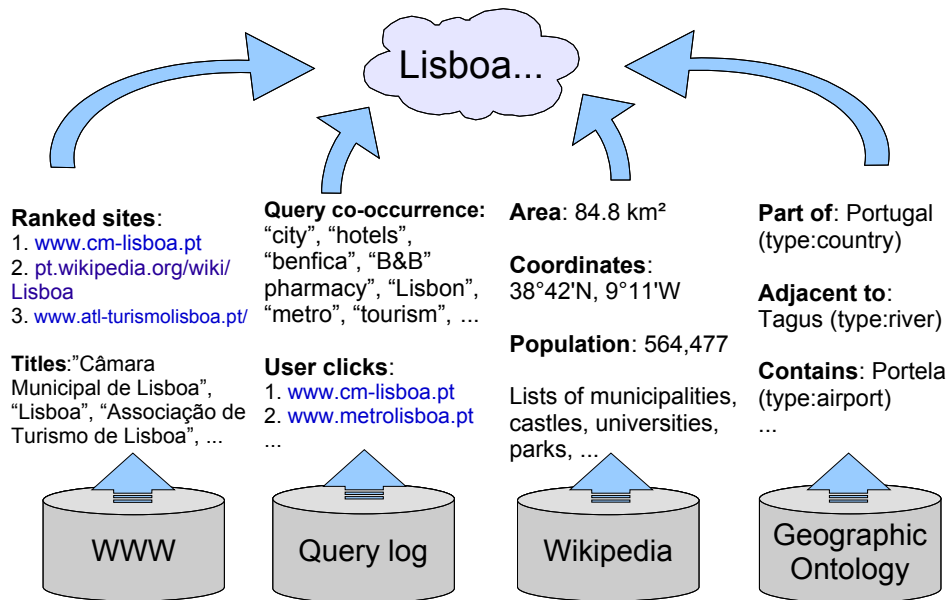 Lisboa...
Ranked sites:
1. www.cm-lisboa.pt
2. pt.wikipedia.org/wiki/
Lisboa
3. www.atl-turismolisboa.pt/
Titles:”Câmara
Municipal de Lisboa”,
“Lisboa”, “Associação de
Turismo de Lisboa”, ...
WWW
Query co-occurrence:
“city”, “hotels”,
“benfica”, “B&B”
pharmacy”, “Lisbon”,
“metro”, “tourism”, ...
User clicks:
1. www.cm-lisboa.pt
2. www.metrolisboa.pt
...
Query log
Area: 84.8 km²
Coordinates:
38°42'N, 9°11'W
Population: 564,477
Lists of municipalities,
castles, universities,
parks, ...
Wikipedia
Part of: Portugal
(type:country)
Adjacent to:
Tagus (type:river)
Contains: Portela
(type:airport)
...
Geographic
Ontology